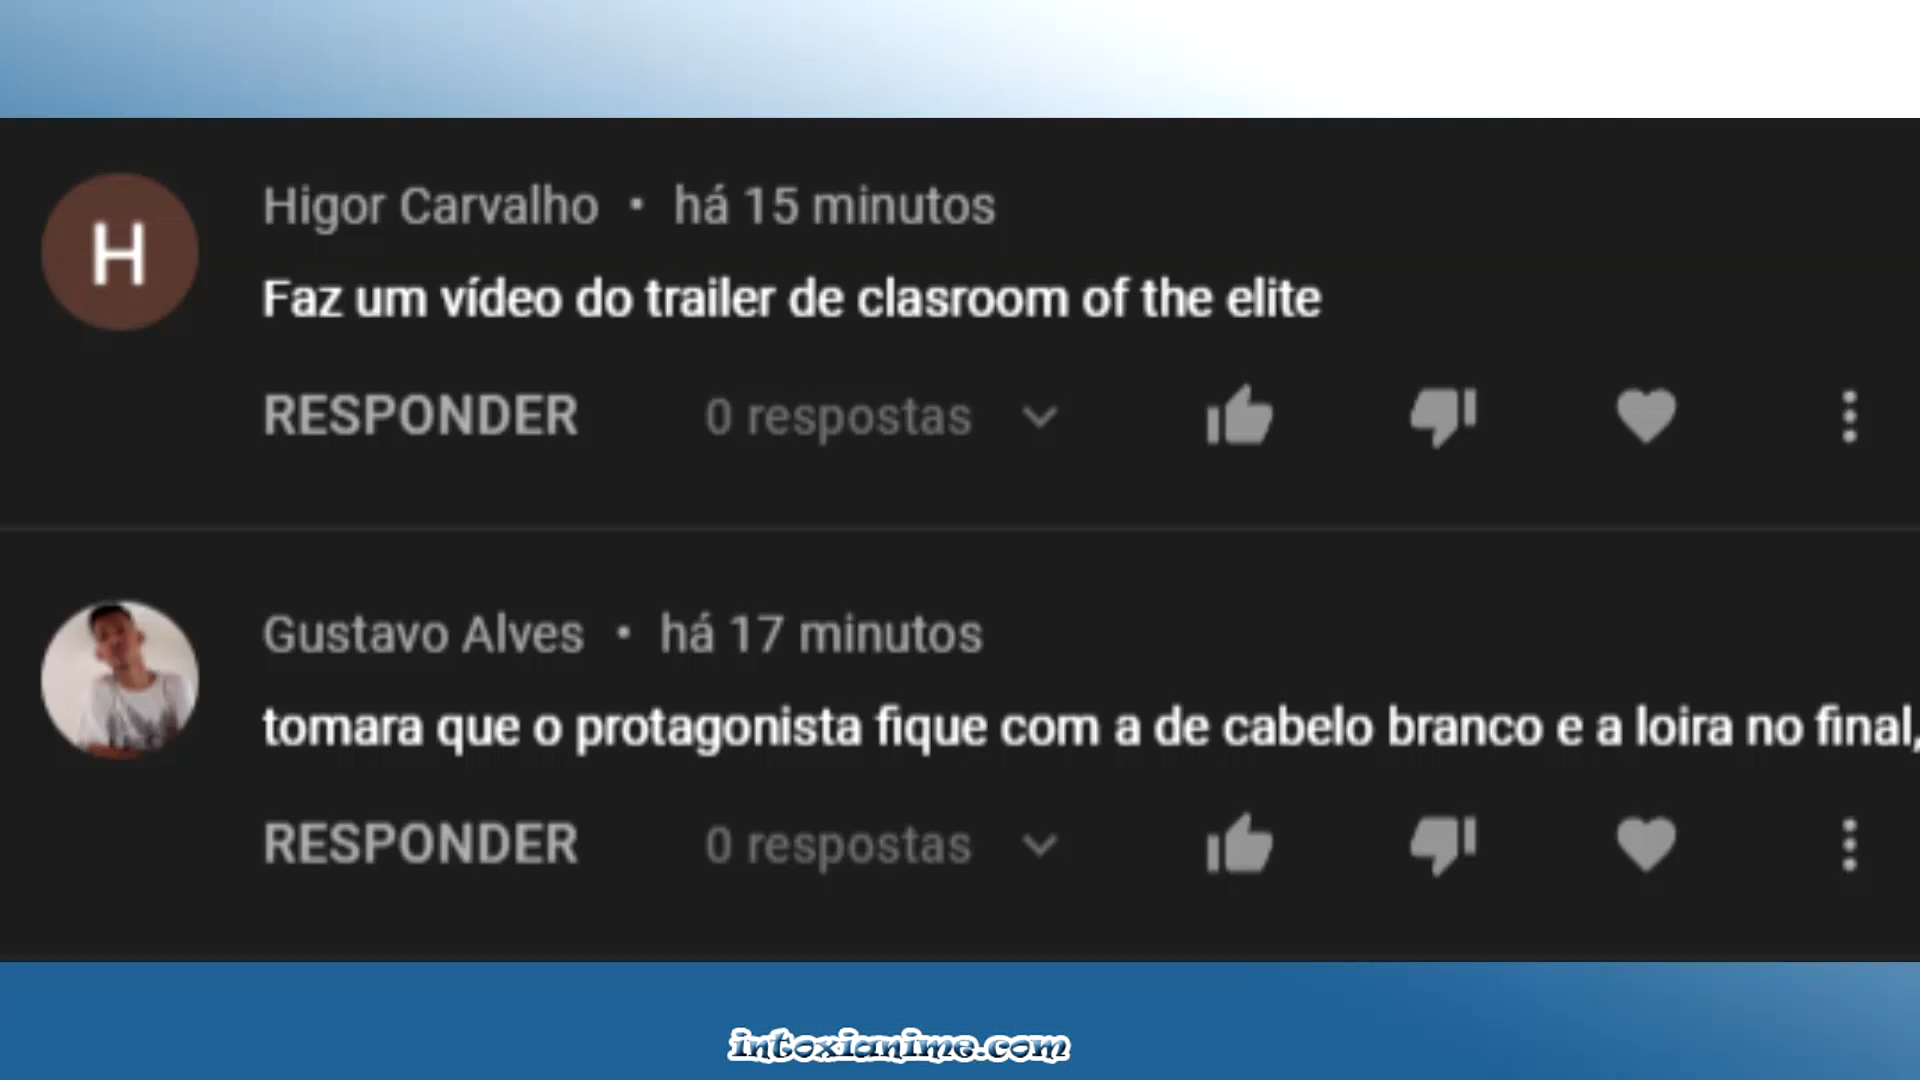 H
Higor Carvalho • há 15 minutos
Faz um vídeo do trailer de clasroom of the elite
RESPONDER 0 respostas
Gustavo Alves • há 17 minutos
tomara que o protagonista fique com a de cabelo branco e a loira no final,
RESPONDER 0 respostas
intoxianime.com